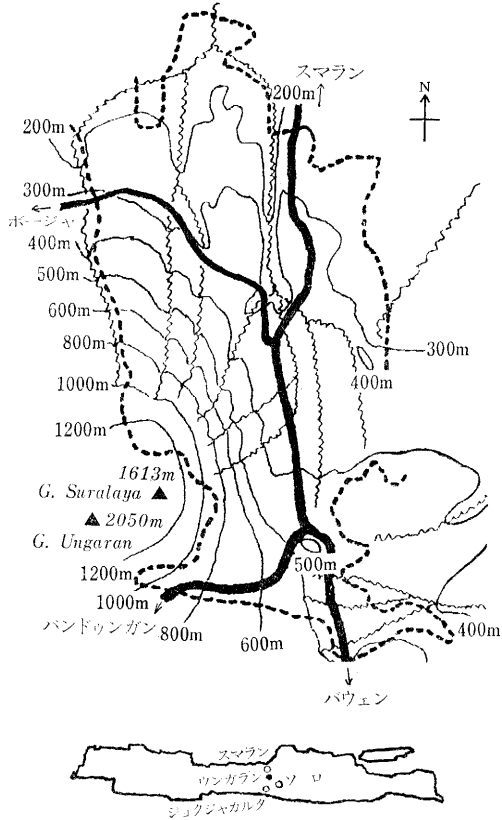 スマラン
200m
N
200m
300m
ボージャ
400m
500m
600m
300m
800m
400m
1000m
1200m
1613m
G. Suralaya
2050m
G. Ungaran
500m
1200m
1000m
400m
バンドゥンガン
800m
600m
バウェン
スマラン
ウンガラン
ソロ
ジョクジャカルタ